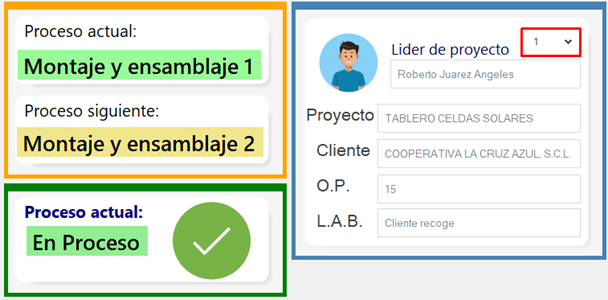 Proceso actual:
Montaje y ensamblaje 1
Proceso siguiente:
Montaje y ensamblaje 2
Proceso actual:
En Proceso
Lider de proyecto
1
Roberto Juarez Angeles
Proyecto TABLERO CELDAS SOLARES
Cliente COOPERATIVA LA CRUZ AZUL, S.C.L.
O.P. 15
L.A.B. Cliente recoge